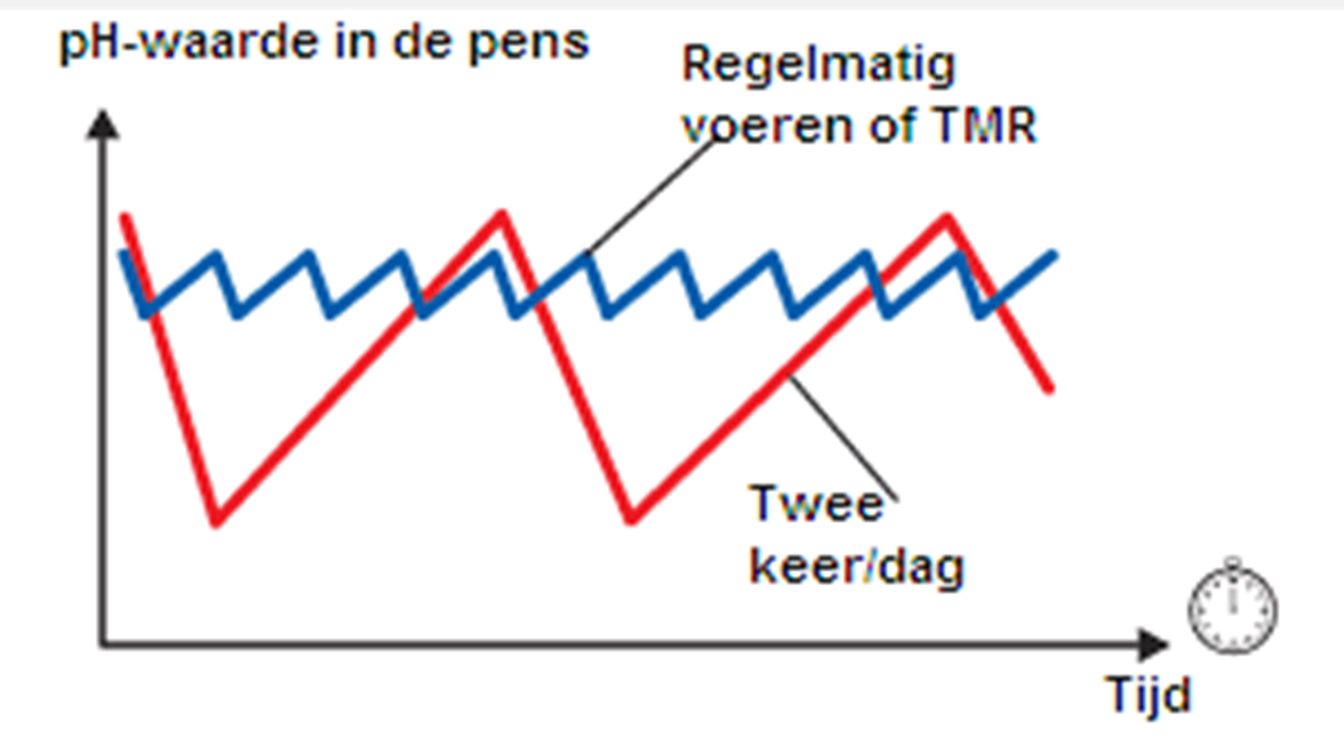 pH-waarde in de pens
Regelmatig
voeren of TMR
Twee
keer/dag
Tijd